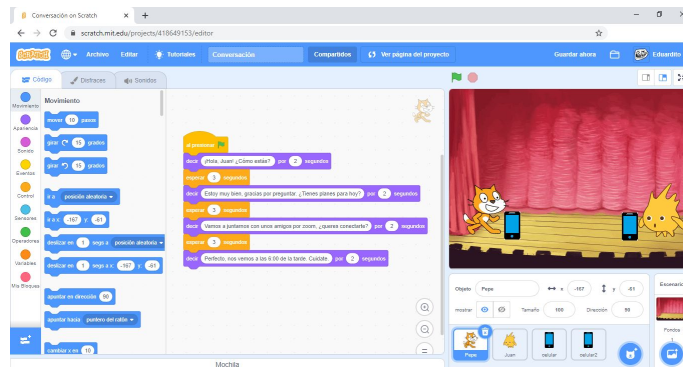 Conversación on Scratch
scratch.mit.edu/projects/418649153/editor
SCRATCH Archivo Editar Tutoriales Conversación Compartidos Ver página del proyecto Guardar ahora Eduardito
Código Disfraces Sonidos
Movimiento
Apariencia
Sonido
Eventos
Control
Sensores
Operadores
Variables
Mis Bloques
Movimiento
mover 10 pasos
girar 15 grados
girar 15 grados
ir a posición aleatoria
ir a x: -167 y: -61
deslizar en 1 segs a posición aleatoria
deslizar en 1 segs a x: -167 y: -61
apuntar en dirección 90
apuntar hacia puntero del ratón
cambiar x en 10
al presionar
decir ¡Hola, Juan! ¿Cómo estás? por 2 segundos
esperar 3 segundos
decir Estoy muy bien, gracias por preguntar. ¿Tienes planes para hoy? por 2 segundos
esperar 3 segundos
decir Vamos a juntarnos con unos amigos por zoom, ¿quieres conectarte? por 2 segundos
esperar 3 segundos
decir Perfecto, nos vemos a las 6:00 de la tarde. Cuídate. por 2 segundos
Objeto Pepe x -167 y -61
mostrar Tamaño 100 Dirección 90
Pepe Juan celular celular2
Escenario
Fondos
1
Mochila